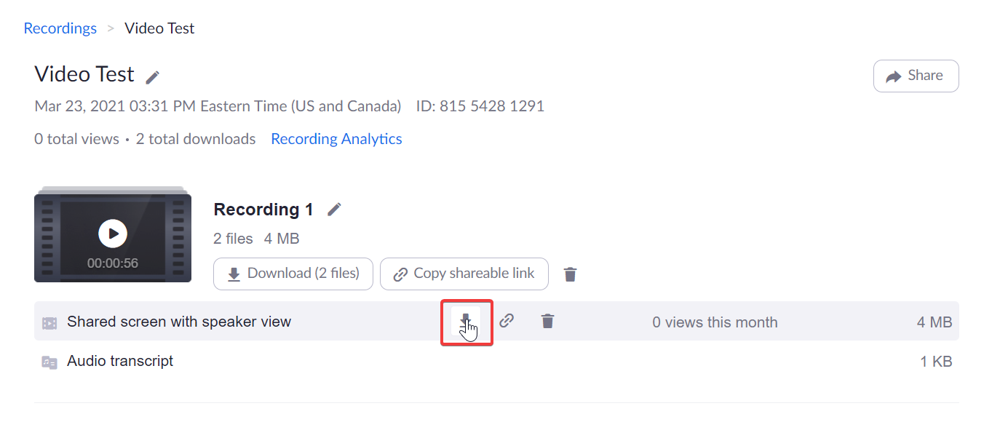 Recordings > Video Test
Video Test
Share
Mar 23, 2021 03:31 PM Eastern Time (US and Canada) ID: 815 5428 1291
0 total views • 2 total downloads Recording Analytics
Recording 1
2 files 4 MB
00:00:56
Download (2 files) Copy shareable link
Shared screen with speaker view 0 views this month 4 MB
Audio transcript 1 KB